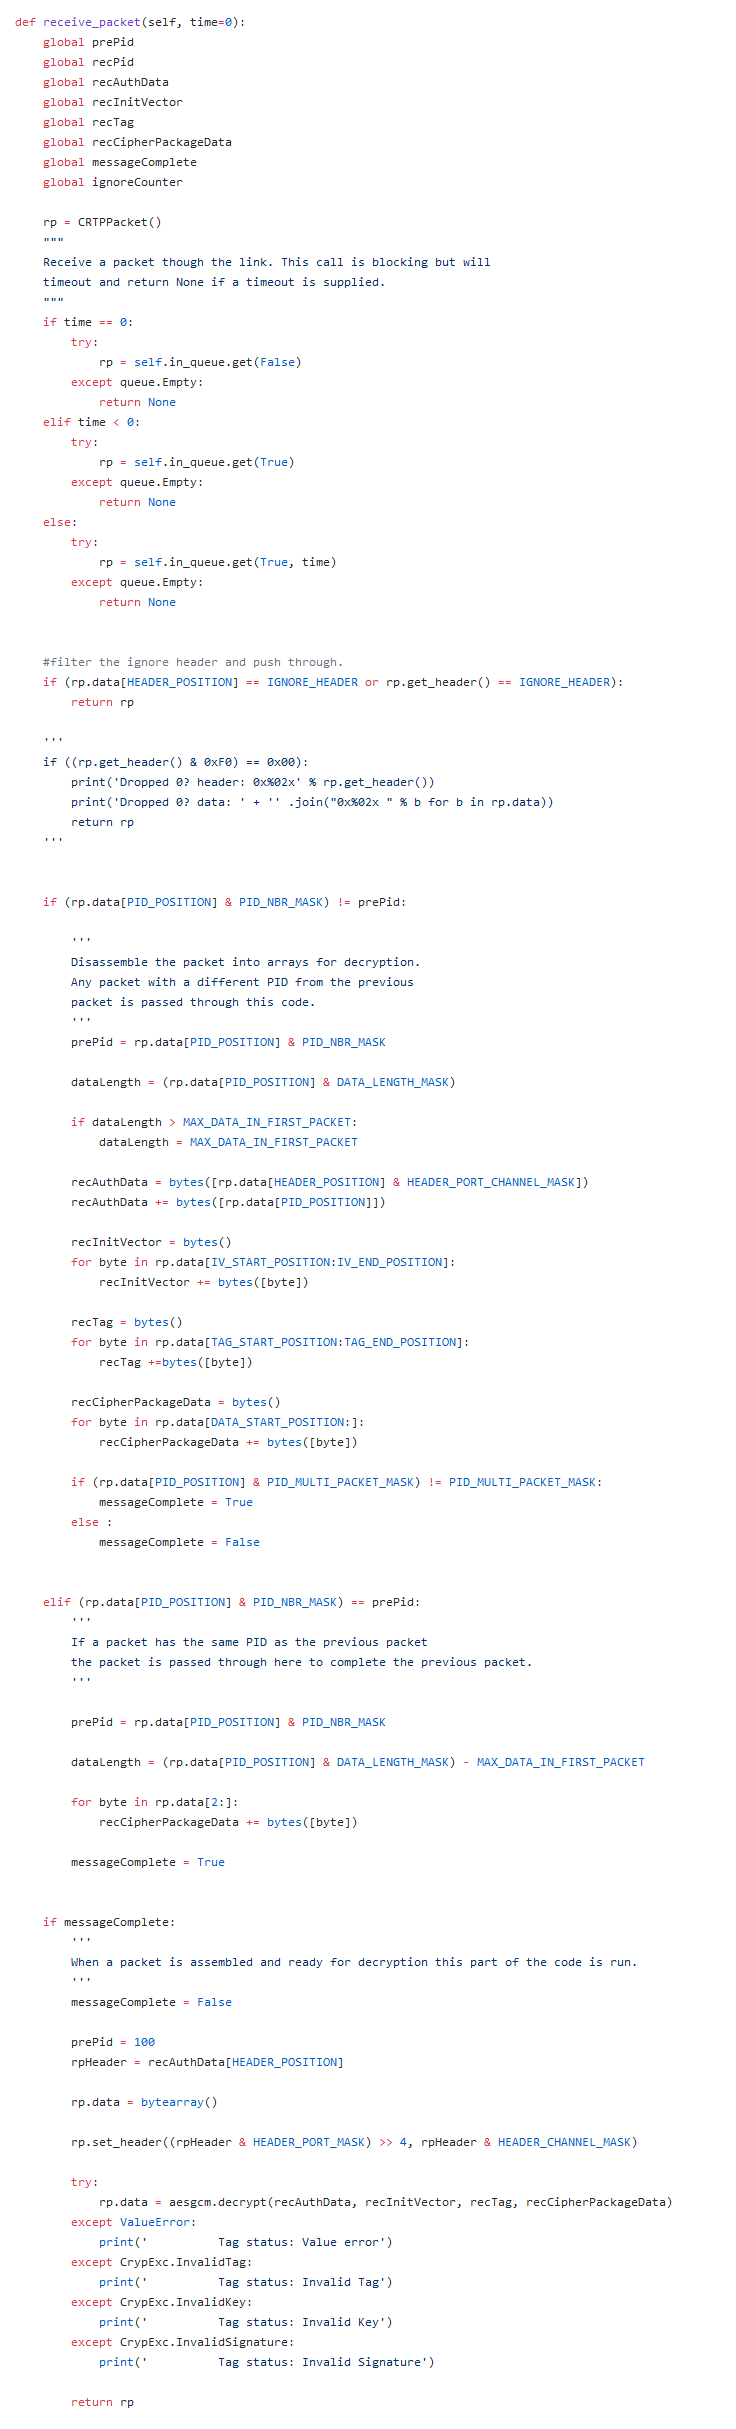 def receive_packet(self, time=0):
    global prePid
    global recPid
    global recAuthData
    global recInitVector
    global recTag
    global recCipherPackageData
    global messageComplete
    global ignoreCounter

    rp = CRTPPacket()
    """
    Receive a packet though the link. This call is blocking but will
    timeout and return None if a timeout is supplied.
    """
    if time == 0:
        try:
            rp = self.in_queue.get(False)
        except queue.Empty:
            return None
    elif time < 0:
        try:
            rp = self.in_queue.get(True)
        except queue.Empty:
            return None
    else:
        try:
            rp = self.in_queue.get(True, time)
        except queue.Empty:
            return None


    #filter the ignore header and push through.
    if (rp.data[HEADER_POSITION] == IGNORE_HEADER or rp.get_header() == IGNORE_HEADER):
        return rp

    '''
    if ((rp.get_header() & 0xF0) == 0x00):
        print('Dropped 0? header: 0x%02x' % rp.get_header())
        print('Dropped 0? data: ' + '' .join("0x%02x " % b for b in rp.data))
        return rp
    '''


    if (rp.data[PID_POSITION] & PID_NBR_MASK) != prePid:

        '''
        Disassemble the packet into arrays for decryption.
        Any packet with a different PID from the previous
        packet is passed through this code.
        '''
        prePid = rp.data[PID_POSITION] & PID_NBR_MASK

        dataLength = (rp.data[PID_POSITION] & DATA_LENGTH_MASK)

        if dataLength > MAX_DATA_IN_FIRST_PACKET:
            dataLength = MAX_DATA_IN_FIRST_PACKET

        recAuthData = bytes([rp.data[HEADER_POSITION] & HEADER_PORT_CHANNEL_MASK])
        recAuthData += bytes([rp.data[PID_POSITION]])

        recInitVector = bytes()
        for byte in rp.data[IV_START_POSITION:IV_END_POSITION]:
            recInitVector += bytes([byte])

        recTag = bytes()
        for byte in rp.data[TAG_START_POSITION:TAG_END_POSITION]:
            recTag +=bytes([byte])

        recCipherPackageData = bytes()
        for byte in rp.data[DATA_START_POSITION:]:
            recCipherPackageData += bytes([byte])

        if (rp.data[PID_POSITION] & PID_MULTI_PACKET_MASK) != PID_MULTI_PACKET_MASK:
            messageComplete = True
        else :
            messageComplete = False


    elif (rp.data[PID_POSITION] & PID_NBR_MASK) == prePid:
        '''
        If a packet has the same PID as the previous packet
        the packet is passed through here to complete the previous packet.
        '''

        prePid = rp.data[PID_POSITION] & PID_NBR_MASK

        dataLength = (rp.data[PID_POSITION] & DATA_LENGTH_MASK) - MAX_DATA_IN_FIRST_PACKET

        for byte in rp.data[2:]:
            recCipherPackageData += bytes([byte])

        messageComplete = True


    if messageComplete:
        '''
        When a packet is assembled and ready for decryption this part of the code is run.
        '''
        messageComplete = False

        prePid = 100
        rpHeader = recAuthData[HEADER_POSITION]

        rp.data = bytearray()

        rp.set_header((rpHeader & HEADER_PORT_MASK) >> 4, rpHeader & HEADER_CHANNEL_MASK)

        try:
            rp.data = aesgcm.decrypt(recAuthData, recInitVector, recTag, recCipherPackageData)
        except ValueError:
            print('          Tag status: Value error')
        except CrypExc.InvalidTag:
            print('          Tag status: Invalid Tag')
        except CrypExc.InvalidKey:
            print('          Tag status: Invalid Key')
        except CrypExc.InvalidSignature:
            print('          Tag status: Invalid Signature')

        return rp